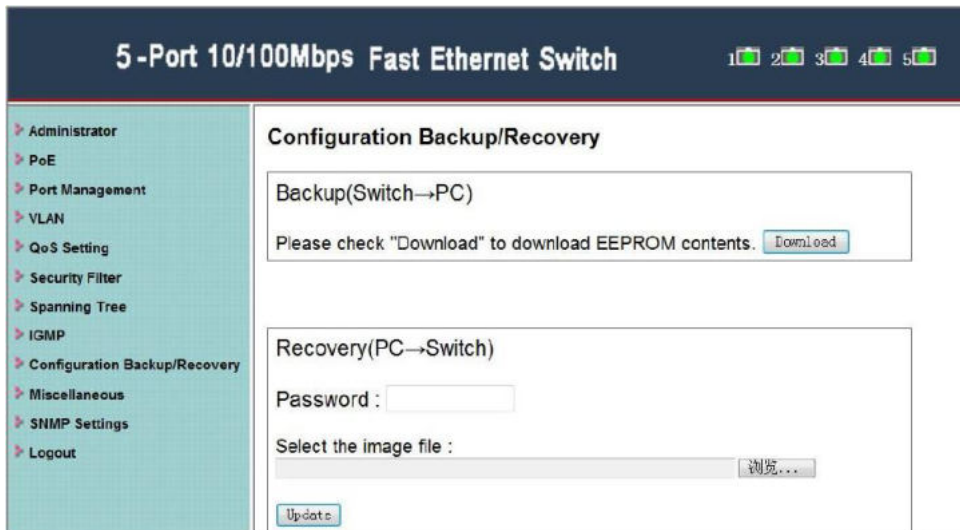 5-Port 10/100Mbps Fast Ethernet Switch
1 2 3 4 5
Administrator
PoE
Port Management
VLAN
QoS Setting
Security Filter
Spanning Tree
IGMP
Configuration Backup/Recovery
Miscellaneous
SNMP Settings
Logout
Configuration Backup/Recovery
Backup(Switch→PC)
Please check "Download" to download EEPROM contents. Download
Recovery(PC→Switch)
Password :
Select the image file :
浏览...
Update